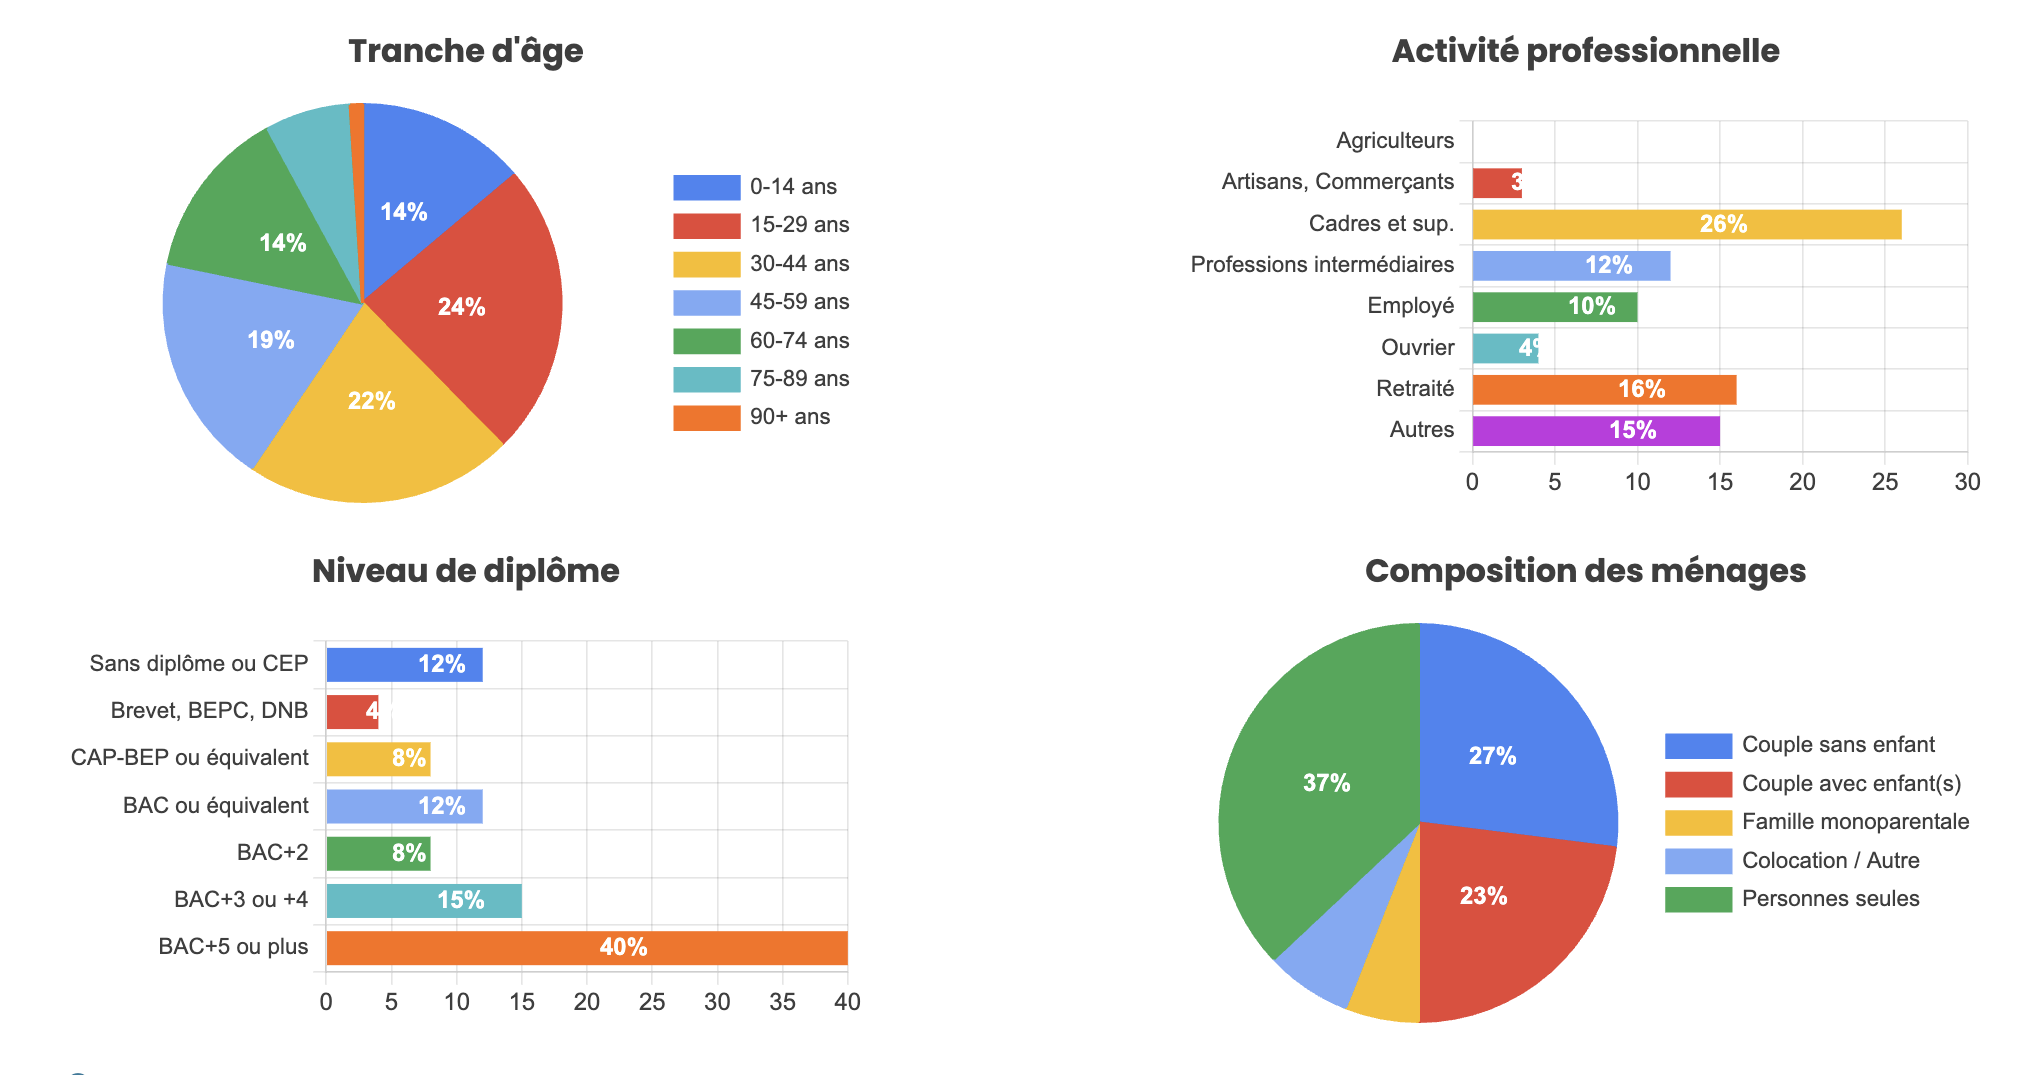 Tranche d'âge
14%
24%
22%
19%
14%
0-14 ans
15-29 ans
30-44 ans
45-59 ans
60-74 ans
75-89 ans
90+ ans
Activité professionnelle
Agriculteurs
Artisans, Commerçants
3
Cadres et sup.
26%
Professions intermédiaires
12%
Employé
10%
Ouvrier
4%
Retraité
16%
Autres
15%
0 5 10 15 20 25 30
Niveau de diplôme
Sans diplôme ou CEP
12%
Brevet, BEPC, DNB
4
CAP-BEP ou équivalent
8%
BAC ou équivalent
12%
BAC+2
8%
BAC+3 ou +4
15%
BAC+5 ou plus
40%
0 5 10 15 20 25 30 35 40
Composition des ménages
27%
23%
37%
Couple sans enfant
Couple avec enfant(s)
Famille monoparentale
Colocation / Autre
Personnes seules